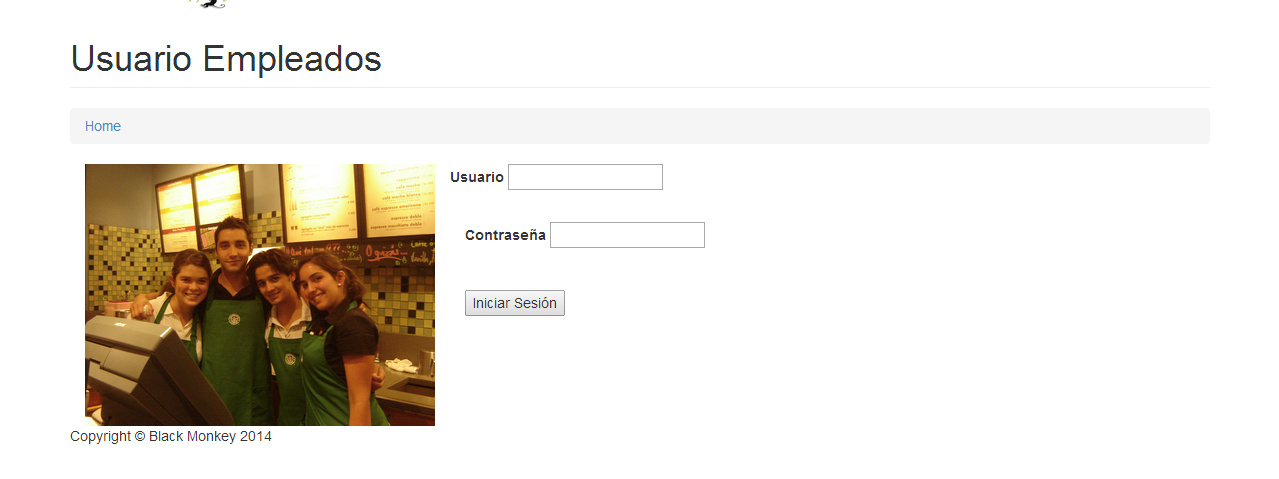 Usuario Empleados
Home
Usuario
Contraseña
Iniciar Sesión
Copyright © Black Monkey 2014